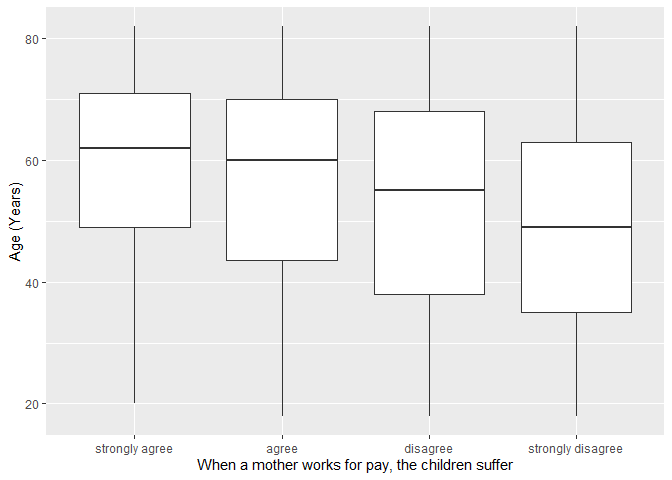 80
60
40
20
Age (Years)
strongly agree agree disagree strongly disagree
When a mother works for pay, the children suffer